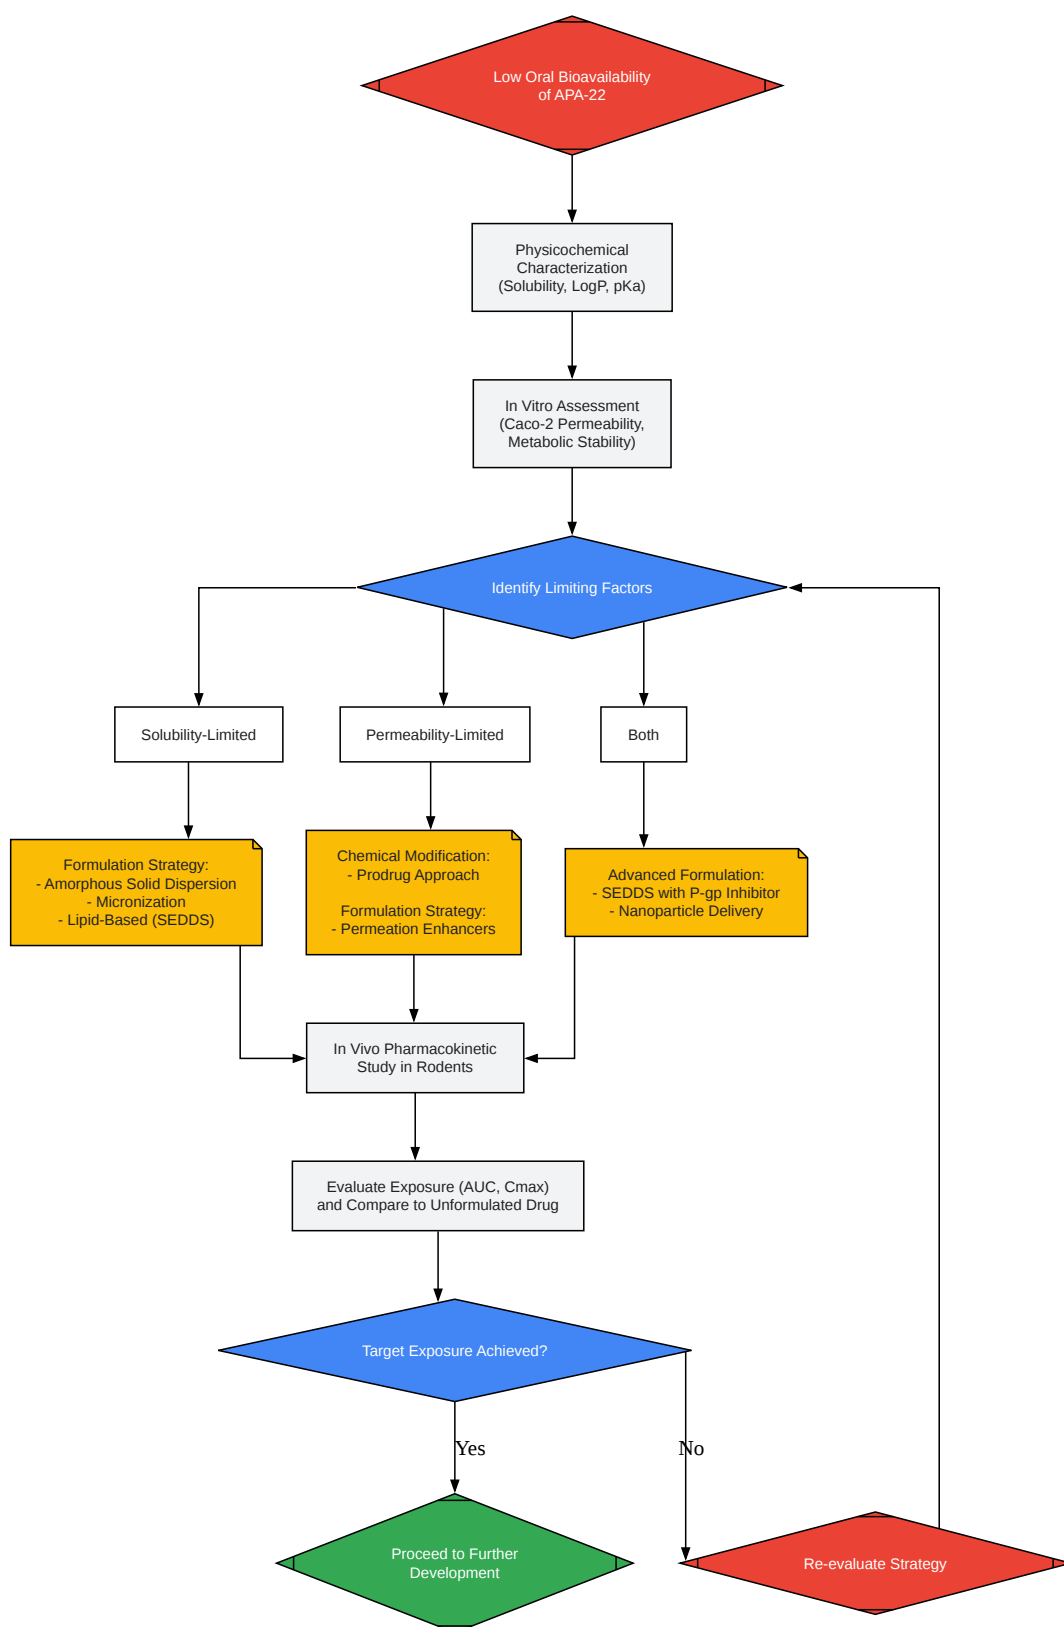 Low Oral Bioavailability
of APA-22
Physicochemical
Characterization
(Solubility, LogP, pKa)
In Vitro Assessment
(Caco-2 Permeability,
Metabolic Stability)
Identify Limiting Factors
Solubility-Limited
Permeability-Limited
Both
Formulation Strategy:
- Amorphous Solid Dispersion
- Micronization
- Lipid-Based (SEDDS)
Chemical Modification:
- Prodrug Approach
Formulation Strategy:
- Permeation Enhancers
Advanced Formulation:
- SEDDS with P-gp Inhibitor
- Nanoparticle Delivery
In Vivo Pharmacokinetic
Study in Rodents
Evaluate Exposure (AUC, Cmax)
and Compare to Unformulated Drug
Target Exposure Achieved?
Yes
No
Proceed to Further
Development
Re-evaluate Strategy